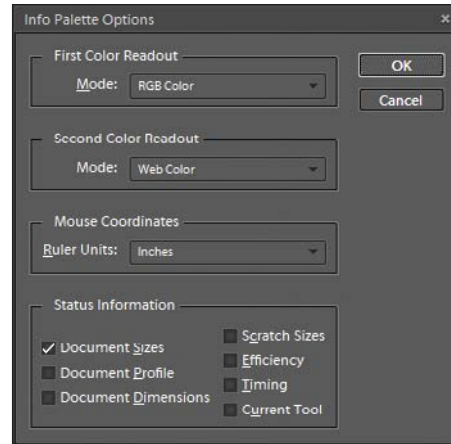 Info Palette Options
First Color Readout
Mode: RGB Color
OK
Cancel
Second Color Readout
Mode: Web Color
Mouse Coordinates
Ruler Units: Inches
Status Information
Document Sizes
Document Profile
Document Dimensions
Scratch Sizes
Efficiency
Timing
Current Tool